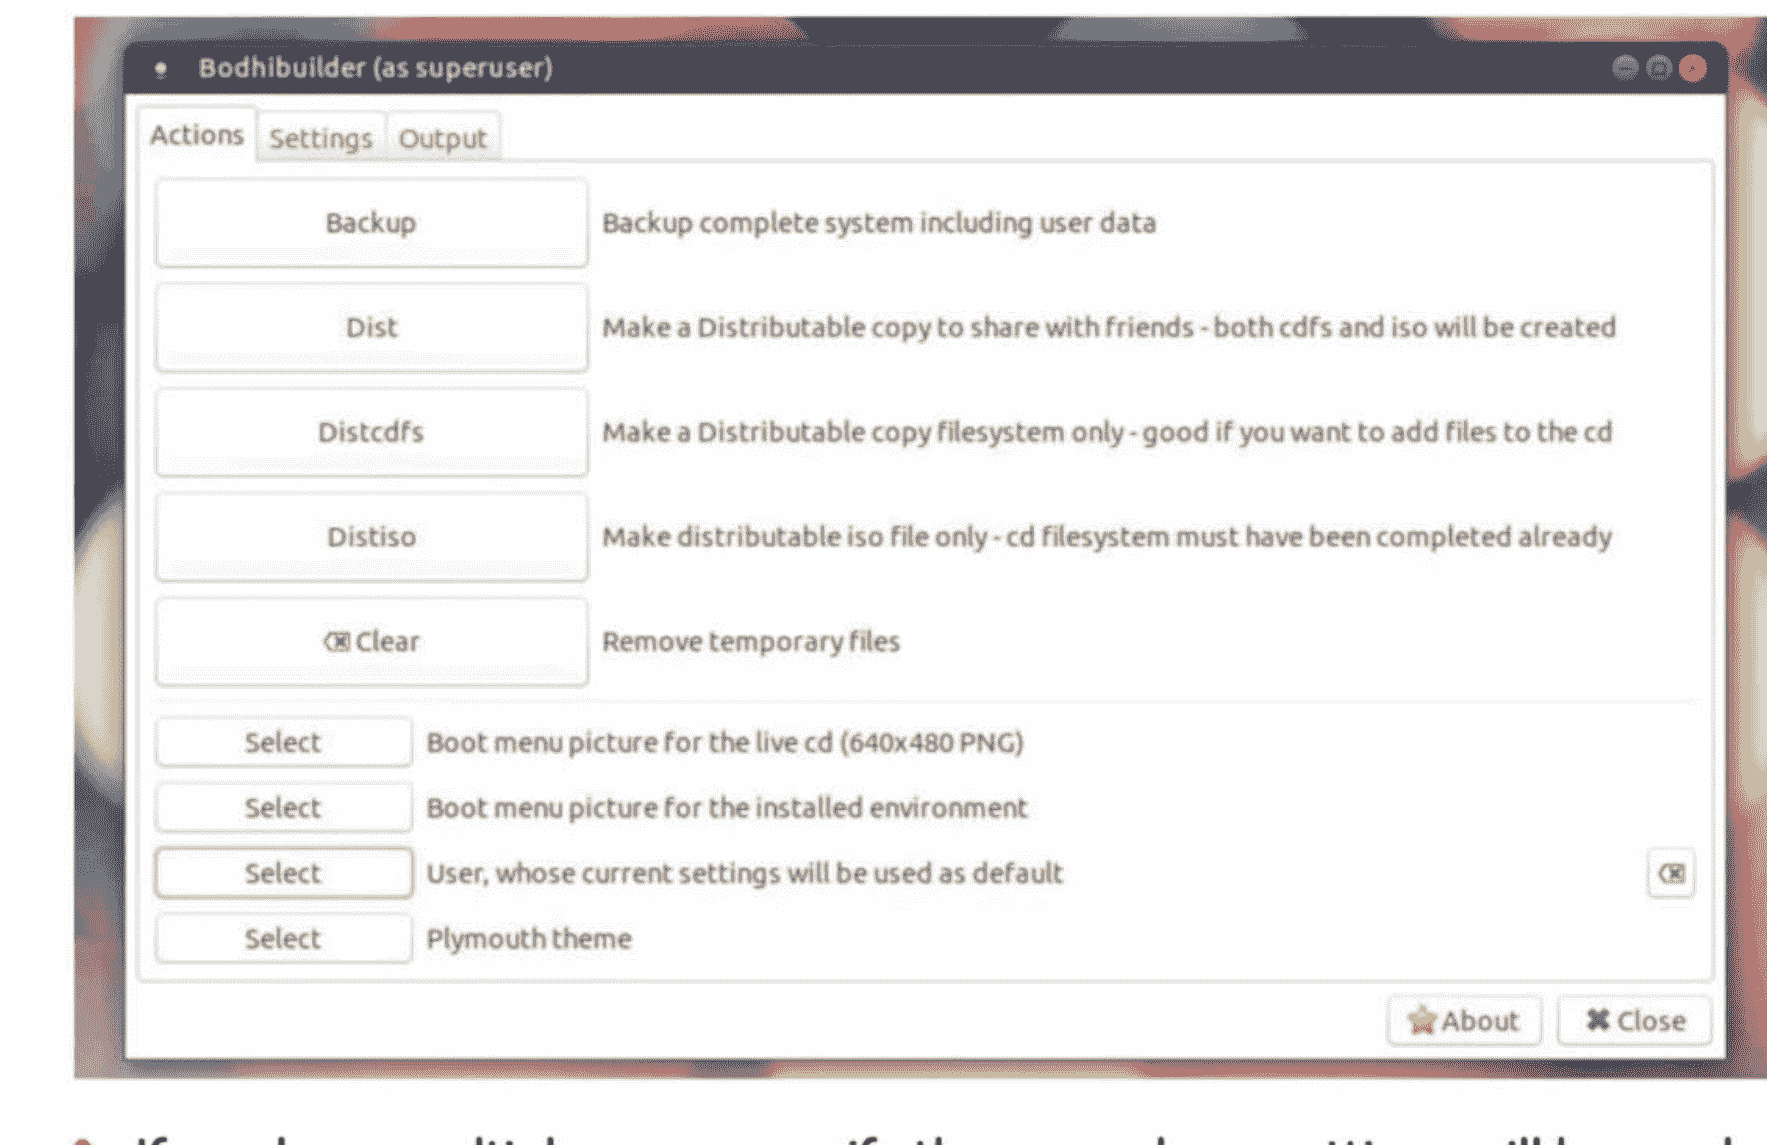 Bodhibuilder (as superuser)
Actions Settings Output
Backup Backup complete system including user data
Dist Make a Distributable copy to share with friends - both cdfs and iso will be created
Distcdfs Make a Distributable copy filesystem only - good if you want to add files to the cd
Distiso Make distributable iso file only - cd filesystem must have been completed already
Clear Remove temporary files
Select Boot menu picture for the live cd (640x480 PNG)
Select Boot menu picture for the installed environment
Select User, whose current settings will be used as default
Select Plymouth theme
About Close